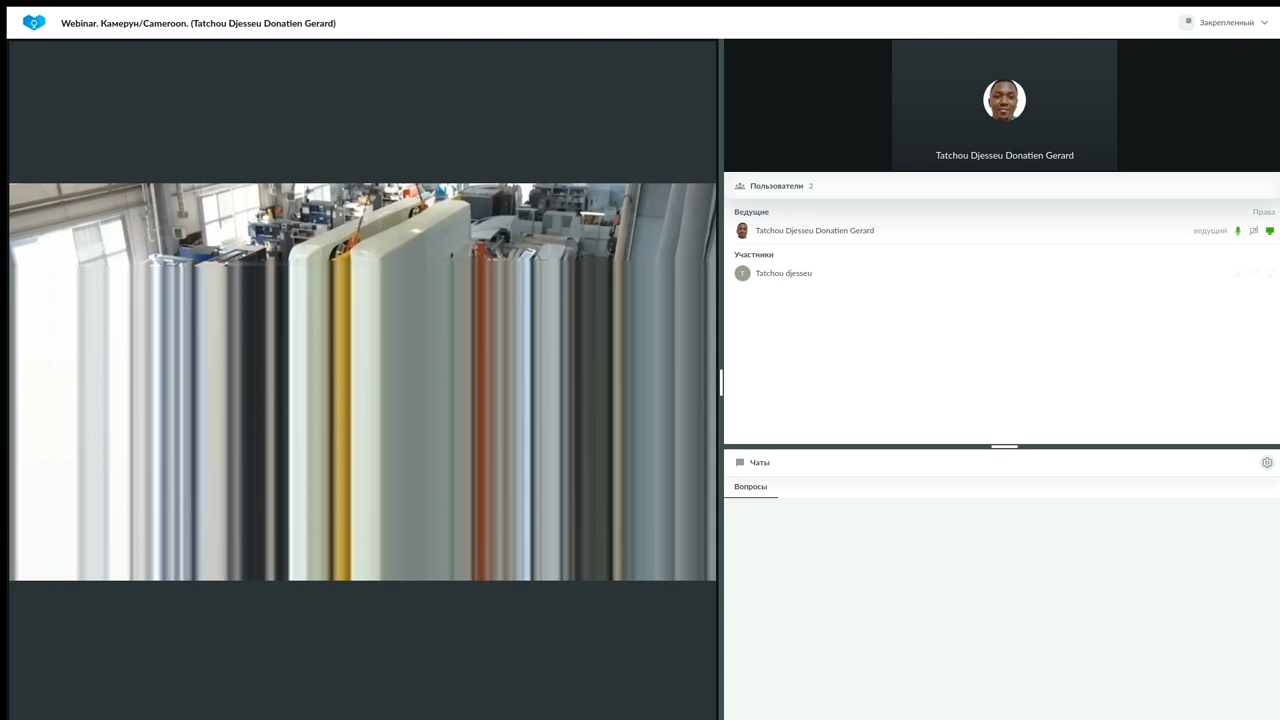 Webinar. Камерун/Cameroon. (Tatchou Djesseu Donatien Gerard)
Закрепленный
Tatchou Djesseu Donatien Gerard
Пользователи 2
Ведущие
Права
Tatchou Djesseu Donatien Gerard
ведущий
Участники
T
Tatchou djesseu
Чаты
Вопросы